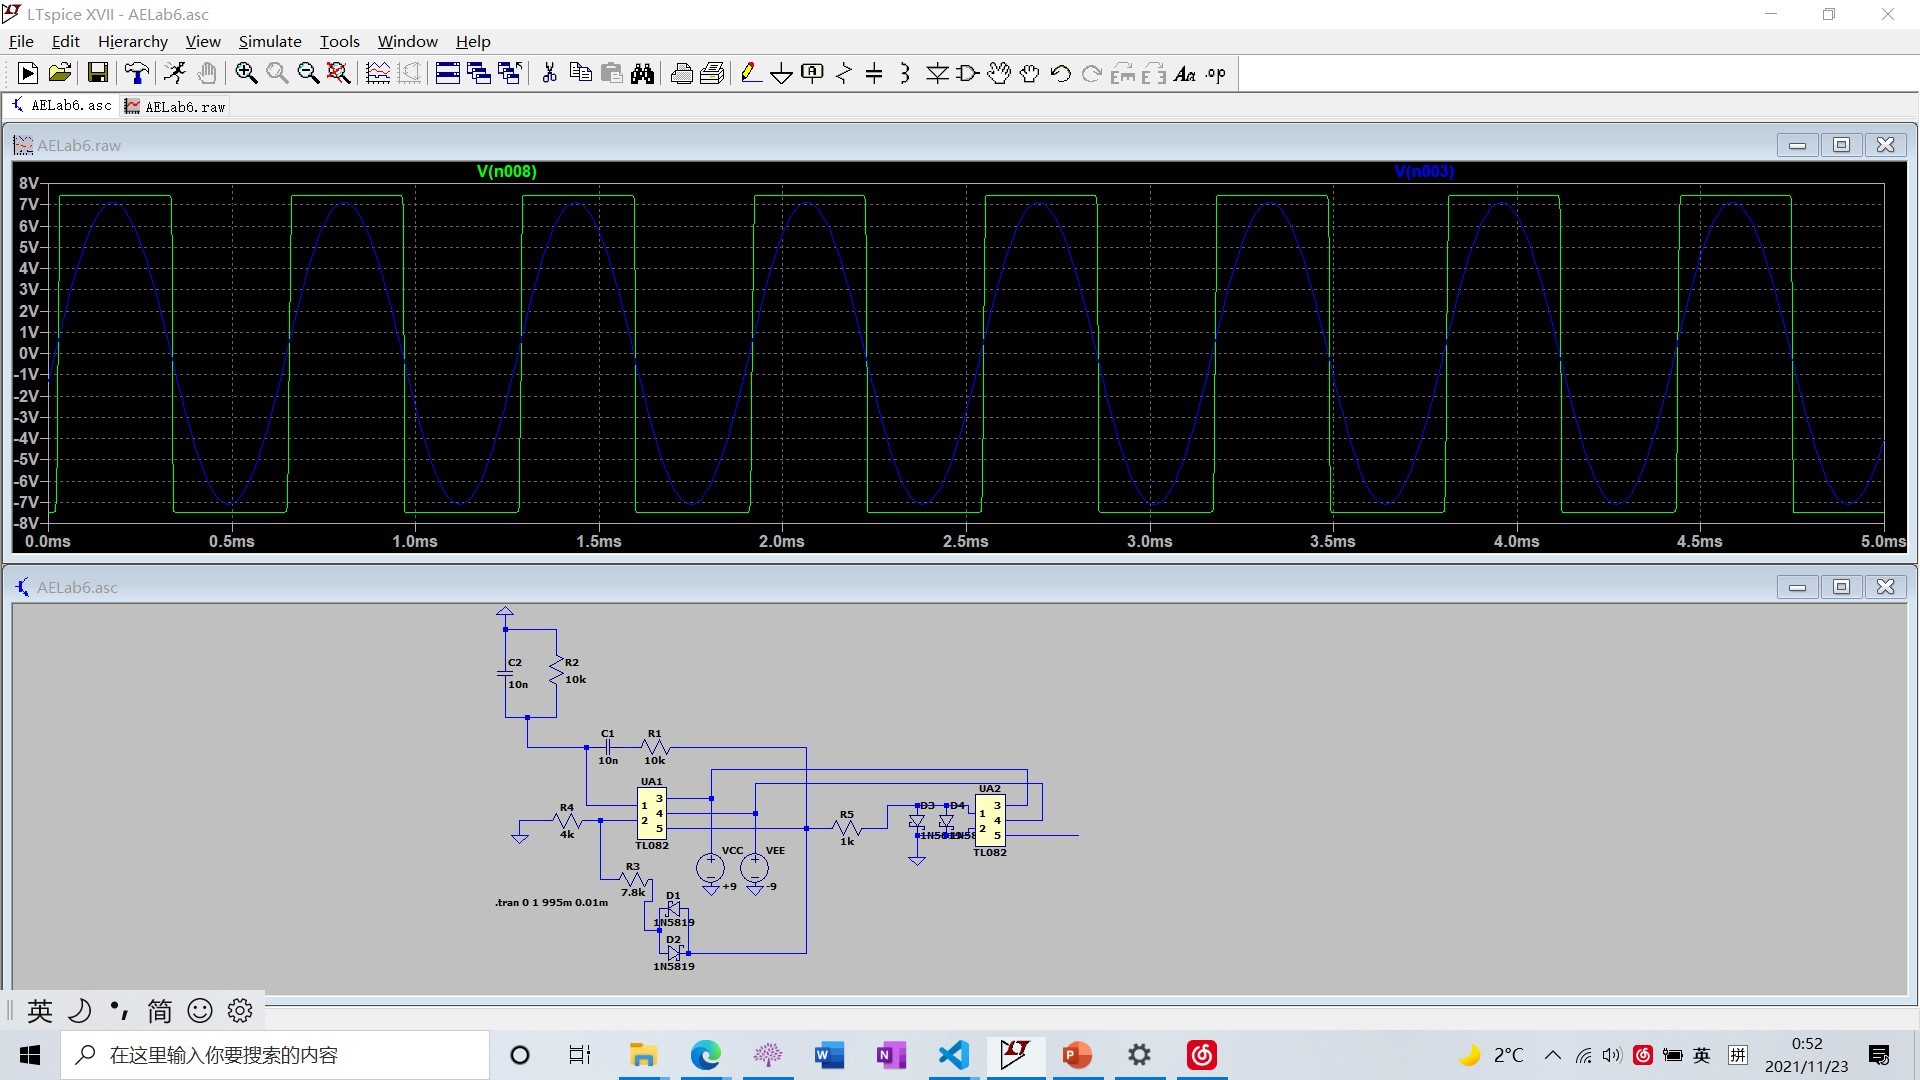 LTspice XVII - AELab6.asc
File Edit Hierarchy View Simulate Tools Window Help
.op
AELab6.asc AELab6.raw
AELab6.raw
V(n008) V(n003)
8V
7V
6V
5V
4V
3V
2V
1V
0V
-1V
-2V
-3V
-4V
-5V
-6V
-7V
-8V
0.0ms 0.5ms 1.0ms 1.5ms 2.0ms 2.5ms 3.0ms 3.5ms 4.0ms 4.5ms 5.0ms
AELab6.asc
C2
10n
R2
10k
C1
10n
R1
10k
UA1
1
2
3
4
5
TL082
R4
4k
R3
7.8k
VCC
+9
VEE
-9
D1
1N5819
D2
1N5819
R5
1k
D3
D4
1N5819
UA2
1
2
3
4
5
TL082
.tran 0 1 995m 0.01m
英 简
在这里输入你要搜索的内容
2°C 英 拼
0:52
2021/11/23